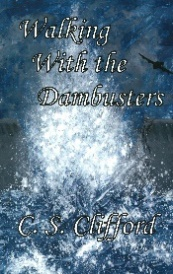 Walking
With the
Dambusters
C. S. Clifford